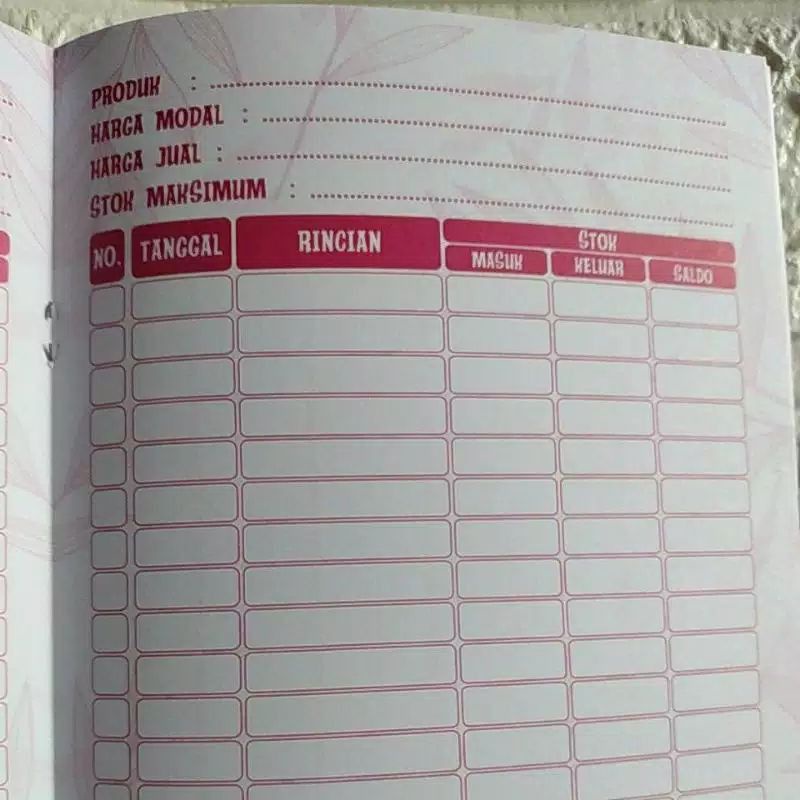 PRODUK :
HARGA MODAL :
HARGA JUAL :
STOK MAKSIMUM :
NO. TANGGAL RINCIAN STOK
MASUK KELUAR SALDO